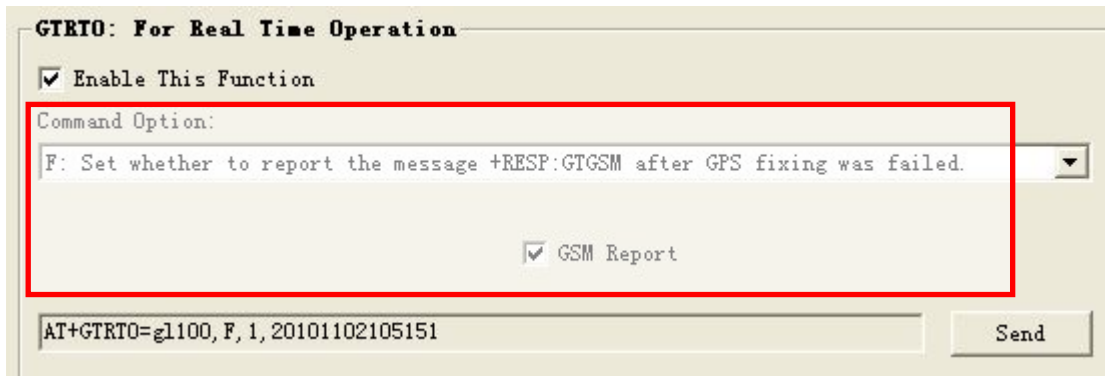 GTRTO: For Real Time Operation
Enable This Function
Command Option:
F: Set whether to report the message +RESP:GTGSM after GPS fixing was failed.
GSM Report
AT+GTRTO=gl100,F,1,20101102105151
Send